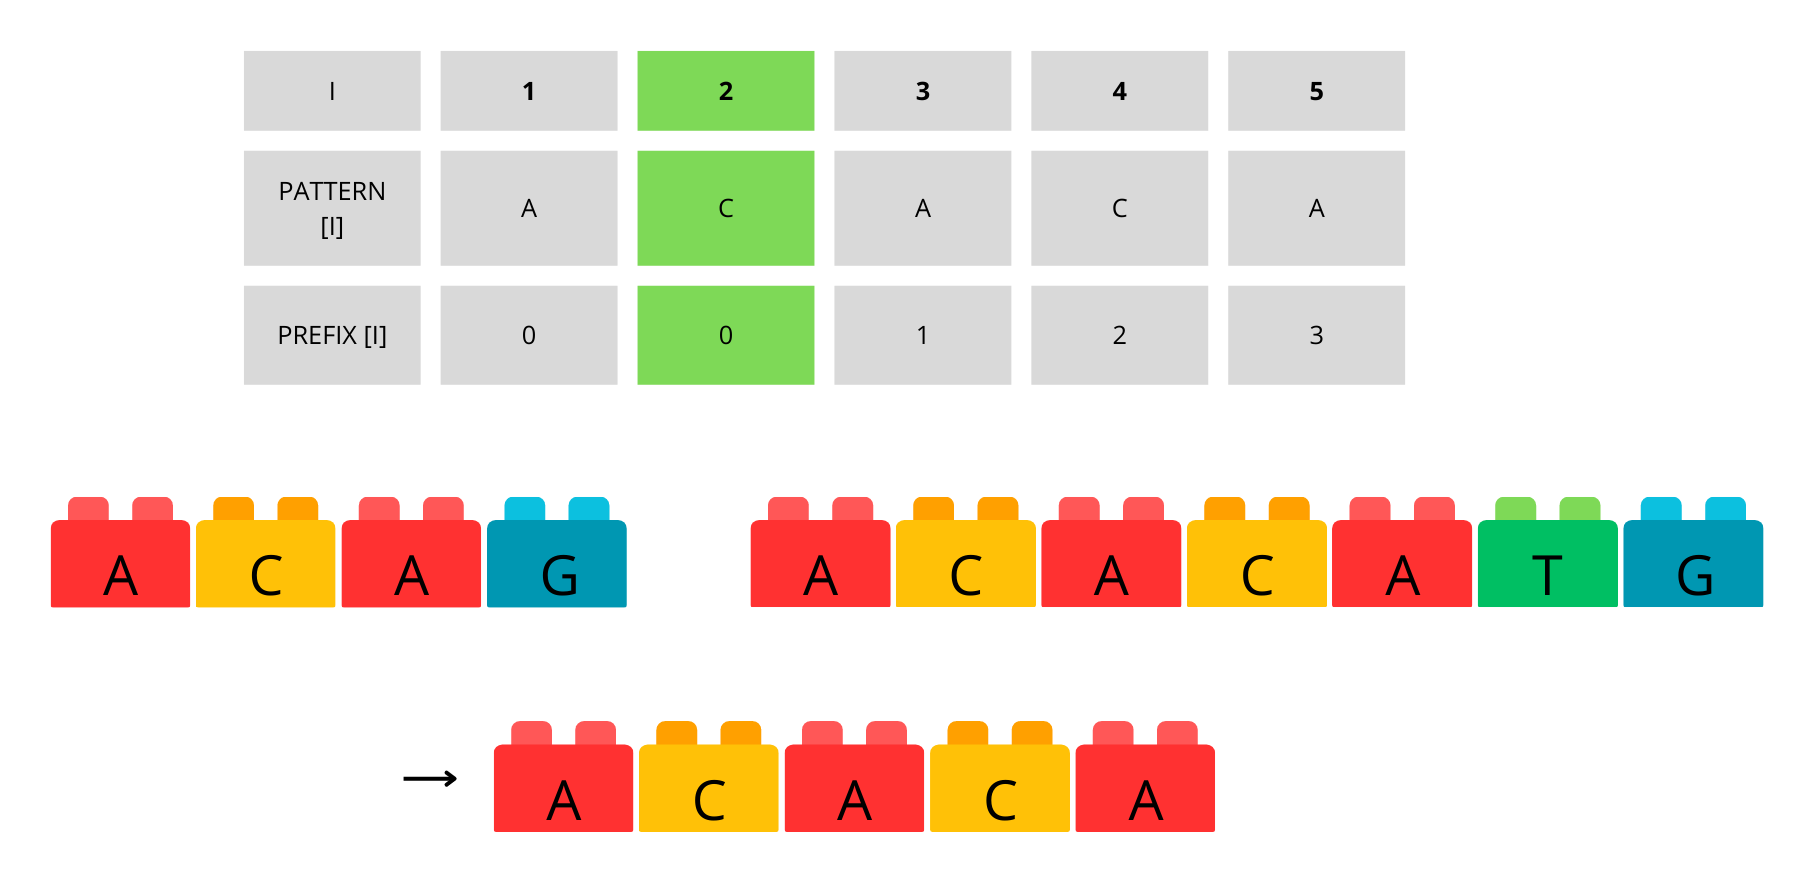 I 1 2 3 4 5
PATTERN
[I] A C A C A
PREFIX [I] 0 0 1 2 3
A C A G A C A C A T G
A C A C A